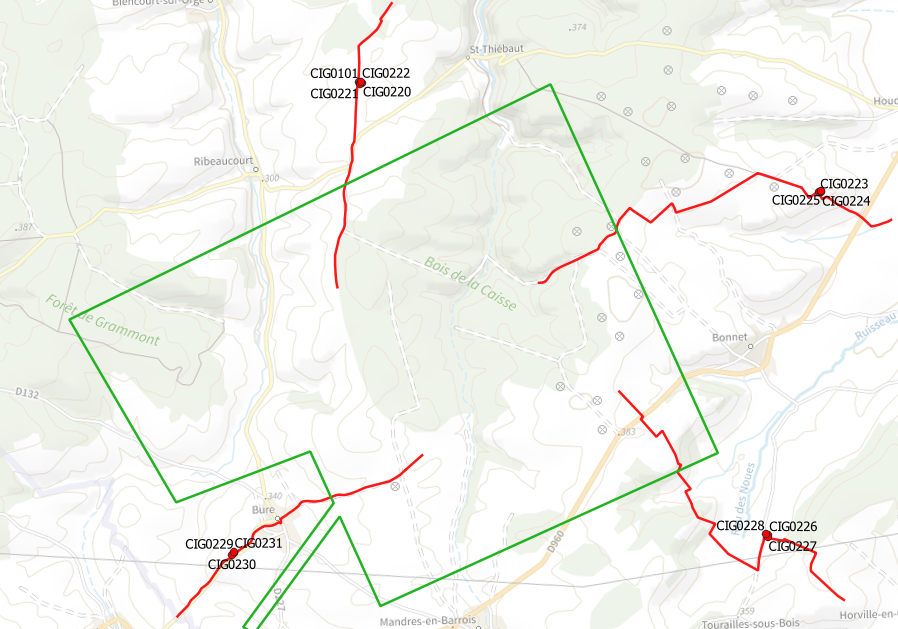 Biencourt-sur-Orge
.374
St-Thiébaut
CIG0101 CIG0222
CIG0221 CIG0220
Ribeaucourt
.300
CIG0223
CIG0225 CIG0224
.387
Bois de la Caisse
Forêt de Grammont
Bonnet
Ruisseau
D132
.383
.340
Bure
CIG0228 CIG0226
CIG0227
CIG0229 CIG0231
CIG0230
D960
359
Mandres-en-Barrois
Tourailles-sous-Bois
Horville-en-